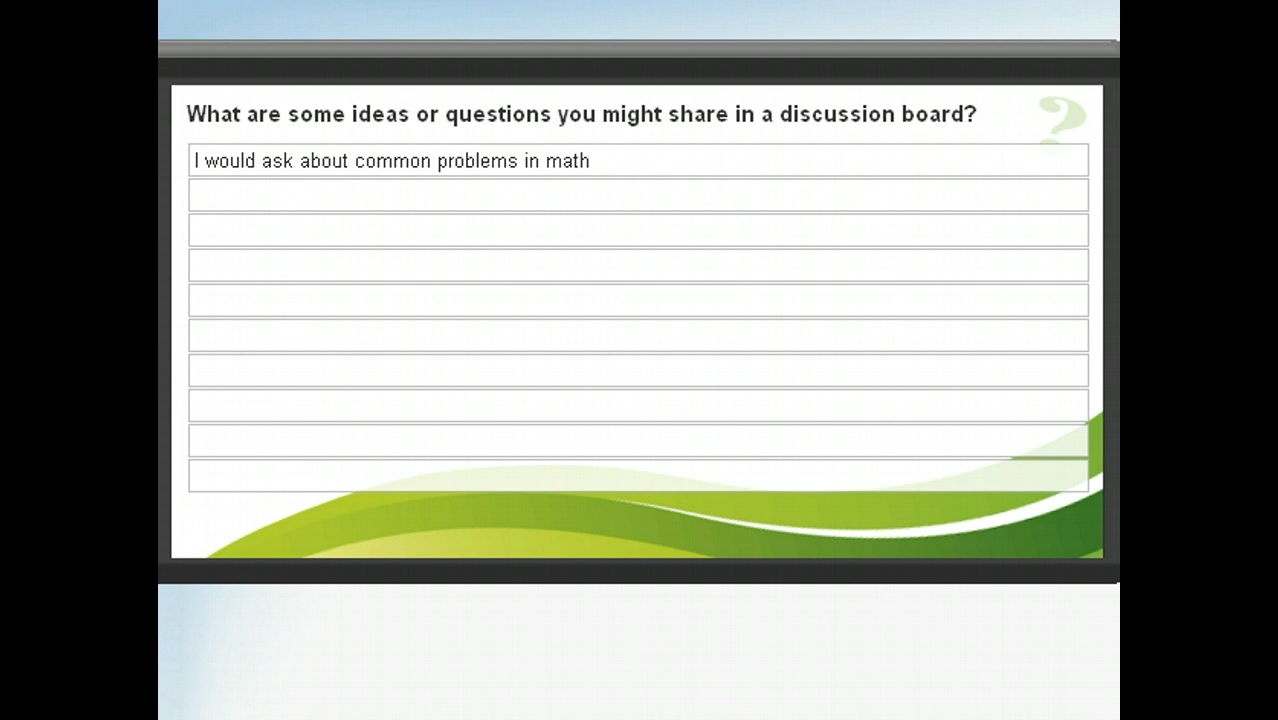 What are some ideas or questions you might share in a discussion board?
?
I would ask about common problems in math